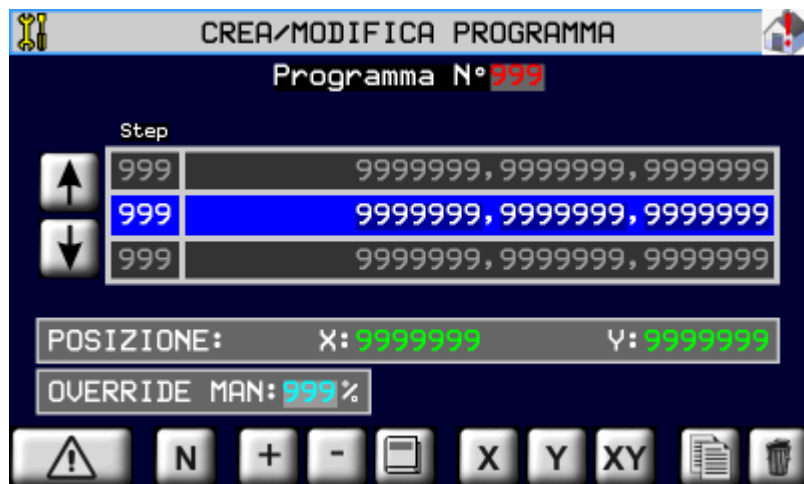 CREA/MODIFICA PROGRAMMA
Programma N°999
Step
999 9999999,9999999,9999999
999 9999999,9999999,9999999
999 9999999,9999999,9999999
POSIZIONE: X:9999999 Y:9999999
OVERRIDE MAN:999%
N + - X Y XY